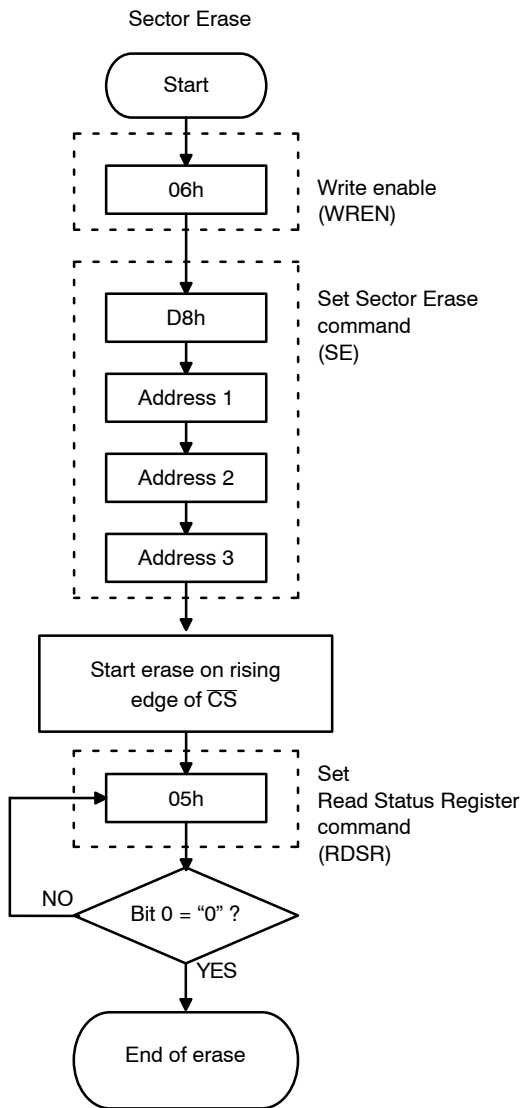 Sector Erase
Start
06h
Write enable
(WREN)
D8h
Set Sector Erase
command
(SE)
Address 1
Address 2
Address 3
Start erase on rising
edge of C̅S̅
05h
Set
Read Status Register
command
(RDSR)
NO
Bit 0 = “0” ?
YES
End of erase